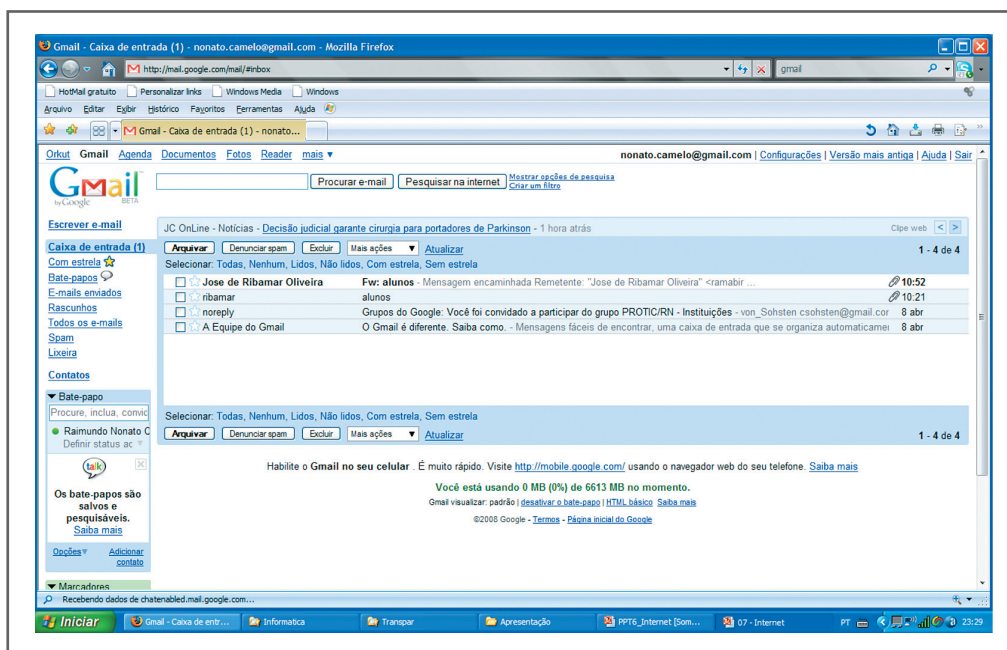 Gmail - Caixa de entrada (1) - nonato.camelo@gmail.com - Mozilla Firefox
http://mail.google.com/mail/#inbox
gmail
HotMail gratuito Personalizar links Windows Media Windows
Arquivo Editar Exibir Histórico Favoritos Ferramentas Ajuda
Gmail - Caixa de entrada (1) - nonato...
Orkut Gmail Agenda Documentos Fotos Reader mais ▼ nonato.camelo@gmail.com | Configurações | Versão mais antiga | Ajuda | Sair
Gmail
by Google BETA
Procurar e-mail Pesquisar na internet Mostrar opções de pesquisa
Criar um filtro
Escrever e-mail
Caixa de entrada (1)
Com estrela
Bate-papos
E-mails enviados
Rascunhos
Todos os e-mails
Spam
Lixeira
Contatos
▼ Bate-papo
Procure, inclua, convid
Raimundo Nonato C
Definir status ac ▼
talk
Os bate-papos são
salvos e
pesquisáveis.
Saiba mais
Opções▼ Adicionar
contato
▼ Marcadores
JC OnLine - Notícias - Decisão judicial garante cirurgia para portadores de Parkinson - 1 hora atrás Clipe web < >
Arquivar Denunciar spam Excluir Mais ações ▼ Atualizar 1 - 4 de 4
Selecionar: Todas, Nenhum, Lidos, Não lidos, Com estrela, Sem estrela
Jose de Ribamar Oliveira Fw: alunos - Mensagem encaminhada Remetente: "Jose de Ribamar Oliveira" <ramabir ... 10:52
ribamar alunos 10:21
noreply Grupos do Google: Você foi convidado a participar do grupo PROTIC/RN - Instituições - von_Sohsten csohsten@gmail.cor 8 abr
A Equipe do Gmail O Gmail é diferente. Saiba como. - Mensagens fáceis de encontrar, uma caixa de entrada que se organiza automaticamei 8 abr
Selecionar: Todas, Nenhum, Lidos, Não lidos, Com estrela, Sem estrela
Arquivar Denunciar spam Excluir Mais ações ▼ Atualizar 1 - 4 de 4
Habilite o Gmail no seu celular . É muito rápido. Visite http://mobile.google.com/ usando o navegador web do seu telefone. Saiba mais
Você está usando 0 MB (0%) de 6613 MB no momento.
Gmail visualizar: padrão | desativar o bate-papo | HTML básico Saiba mais
©2008 Google - Termos - Página inicial do Google
Recebendo dados de chatenabled.mail.google.com...
Iniciar Gmail - Caixa de entr... Informatica Transpar Apresentação PPT6_Internet [Som... 07 - Internet PT 23:29